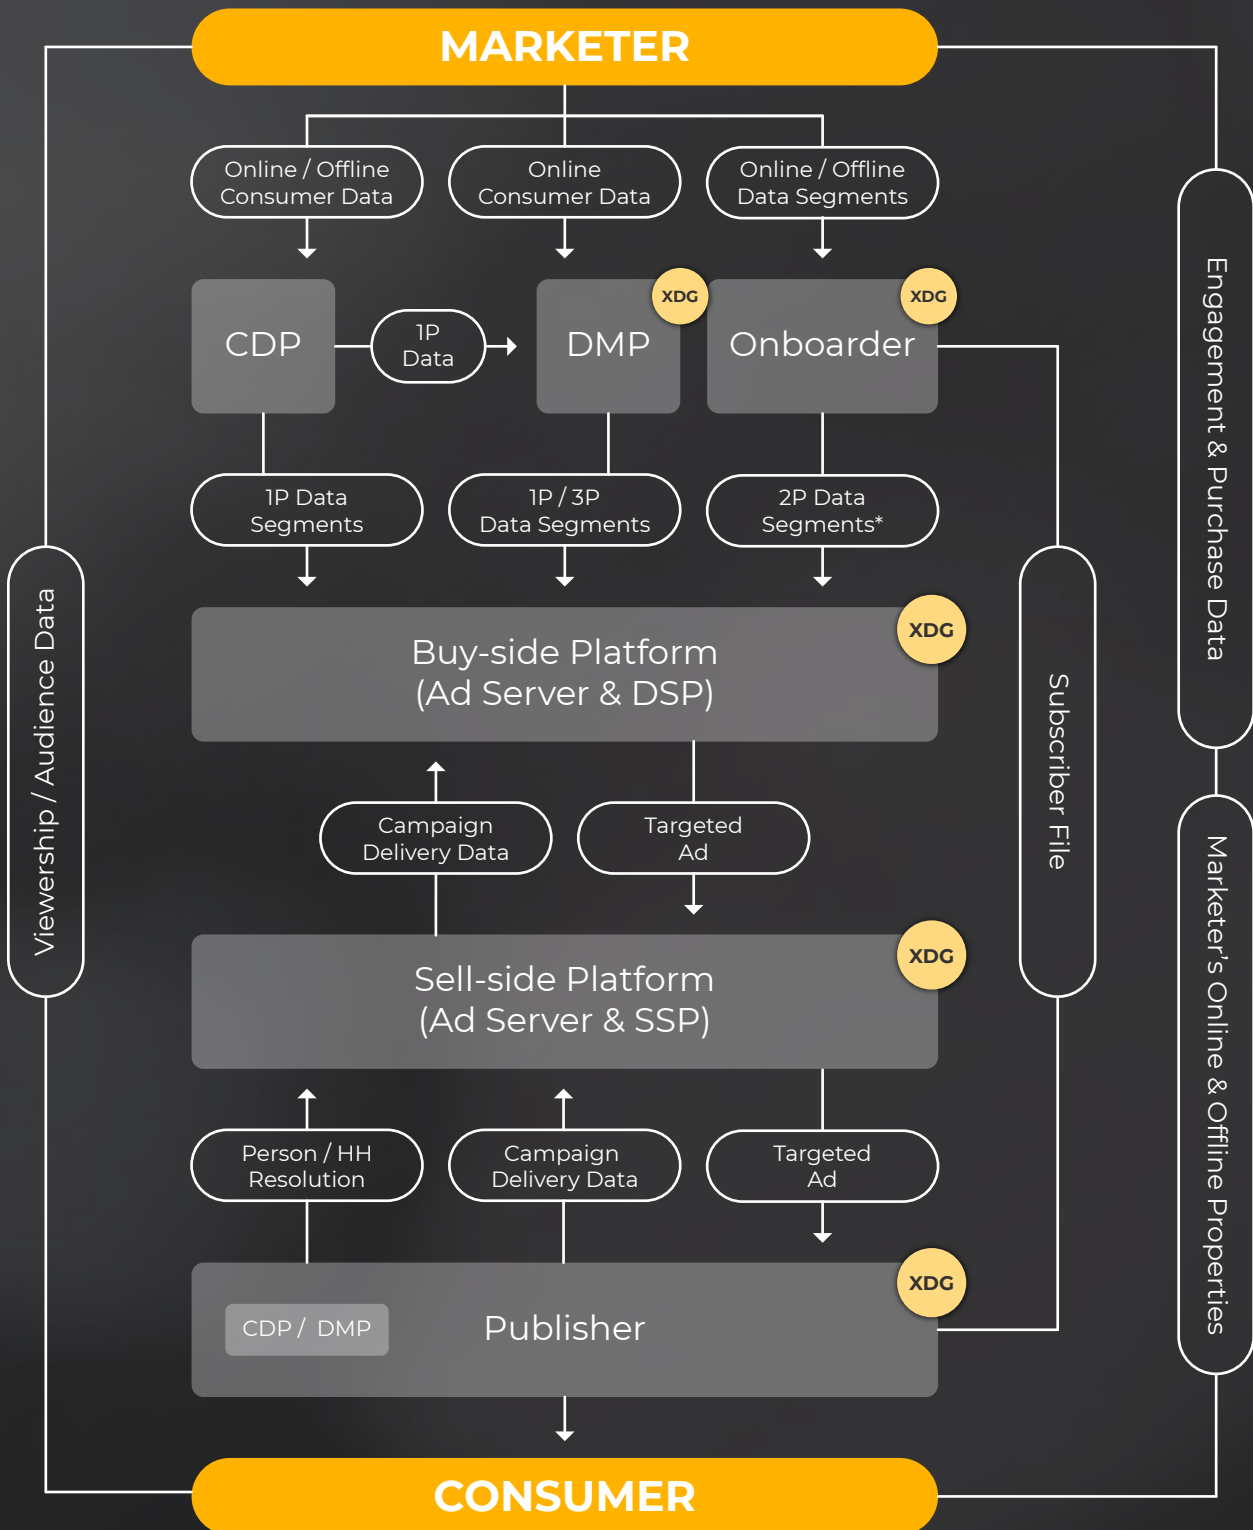 MARKETER
Online / Offline
Consumer Data
Online
Consumer Data
Online / Offline
Data Segments
CDP
1P
Data
DMP
XDG
Onboarder
XDG
1P Data
Segments
1P / 3P
Data Segments
2P Data
Segments*
Buy-side Platform
(Ad Server & DSP)
XDG
Campaign
Delivery Data
Targeted
Ad
Sell-side Platform
(Ad Server & SSP)
XDG
Person / HH
Resolution
Campaign
Delivery Data
Targeted
Ad
CDP / DMP
Publisher
XDG
CONSUMER
Viewership / Audience Data
Subscriber File
Engagement & Purchase Data
Marketer's Online & Offline Properties